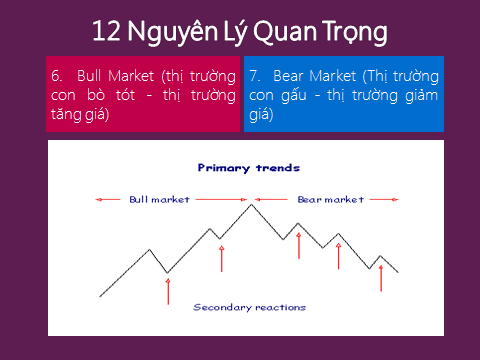 12 Nguyên Lý Quan Trọng
6. Bull Market (thị trường
con bò tót - thị trường
tăng giá)
7. Bear Market (Thị trường
con gấu - thị trường giảm
giá)
Primary trends
Bull market
Bear market
Secondary reactions